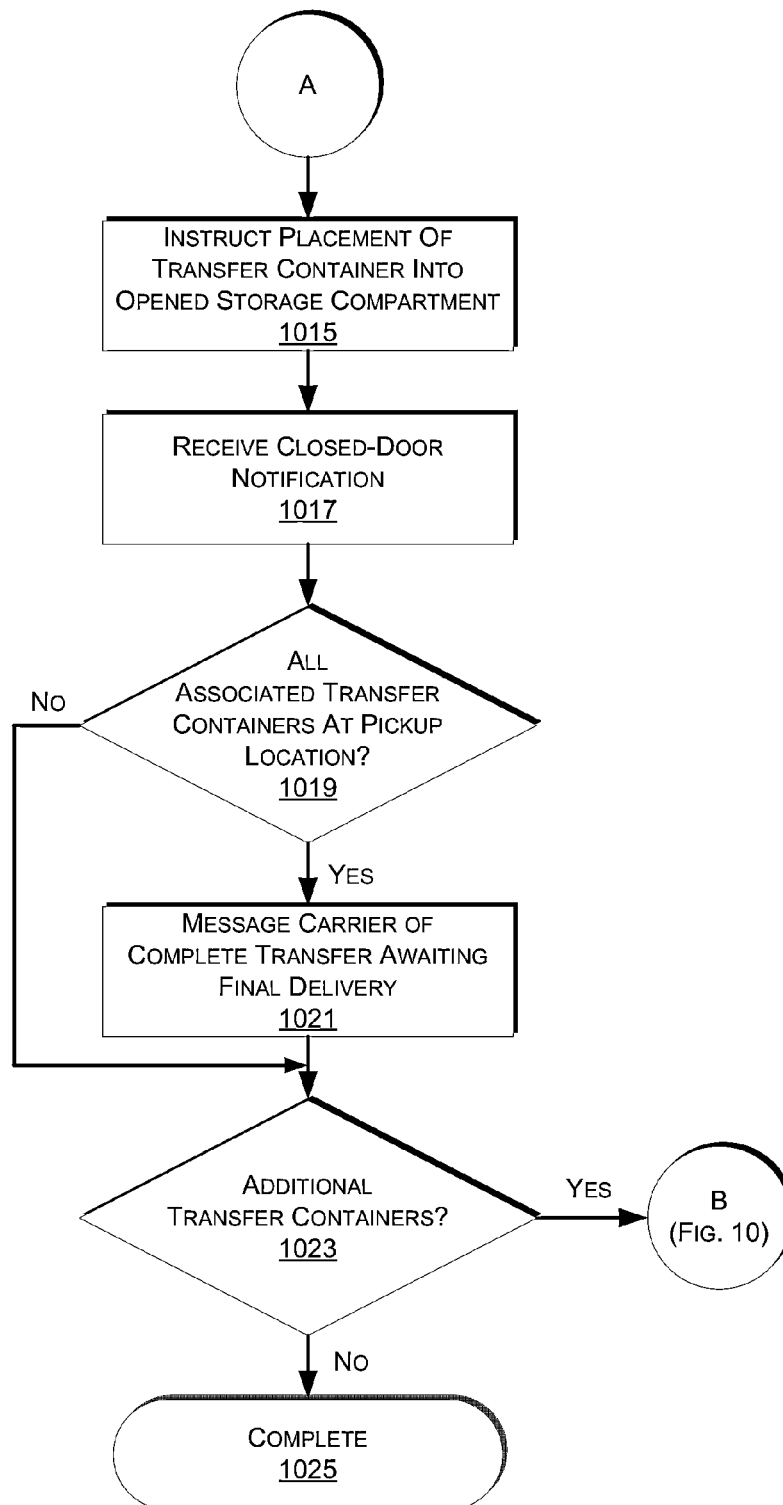 A
INSTRUCT PLACEMENT OF
TRANSFER CONTAINER INTO
OPENED STORAGE COMPARTMENT
1015
RECEIVE CLOSED-DOOR
NOTIFICATION
1017
ALL
ASSOCIATED TRANSFER
CONTAINERS AT PICKUP
LOCATION?
1019
NO
YES
MESSAGE CARRIER OF
COMPLETE TRANSFER AWAITING
FINAL DELIVERY
1021
ADDITIONAL
TRANSFER CONTAINERS?
1023
YES
B
(FIG. 10)
NO
COMPLETE
1025